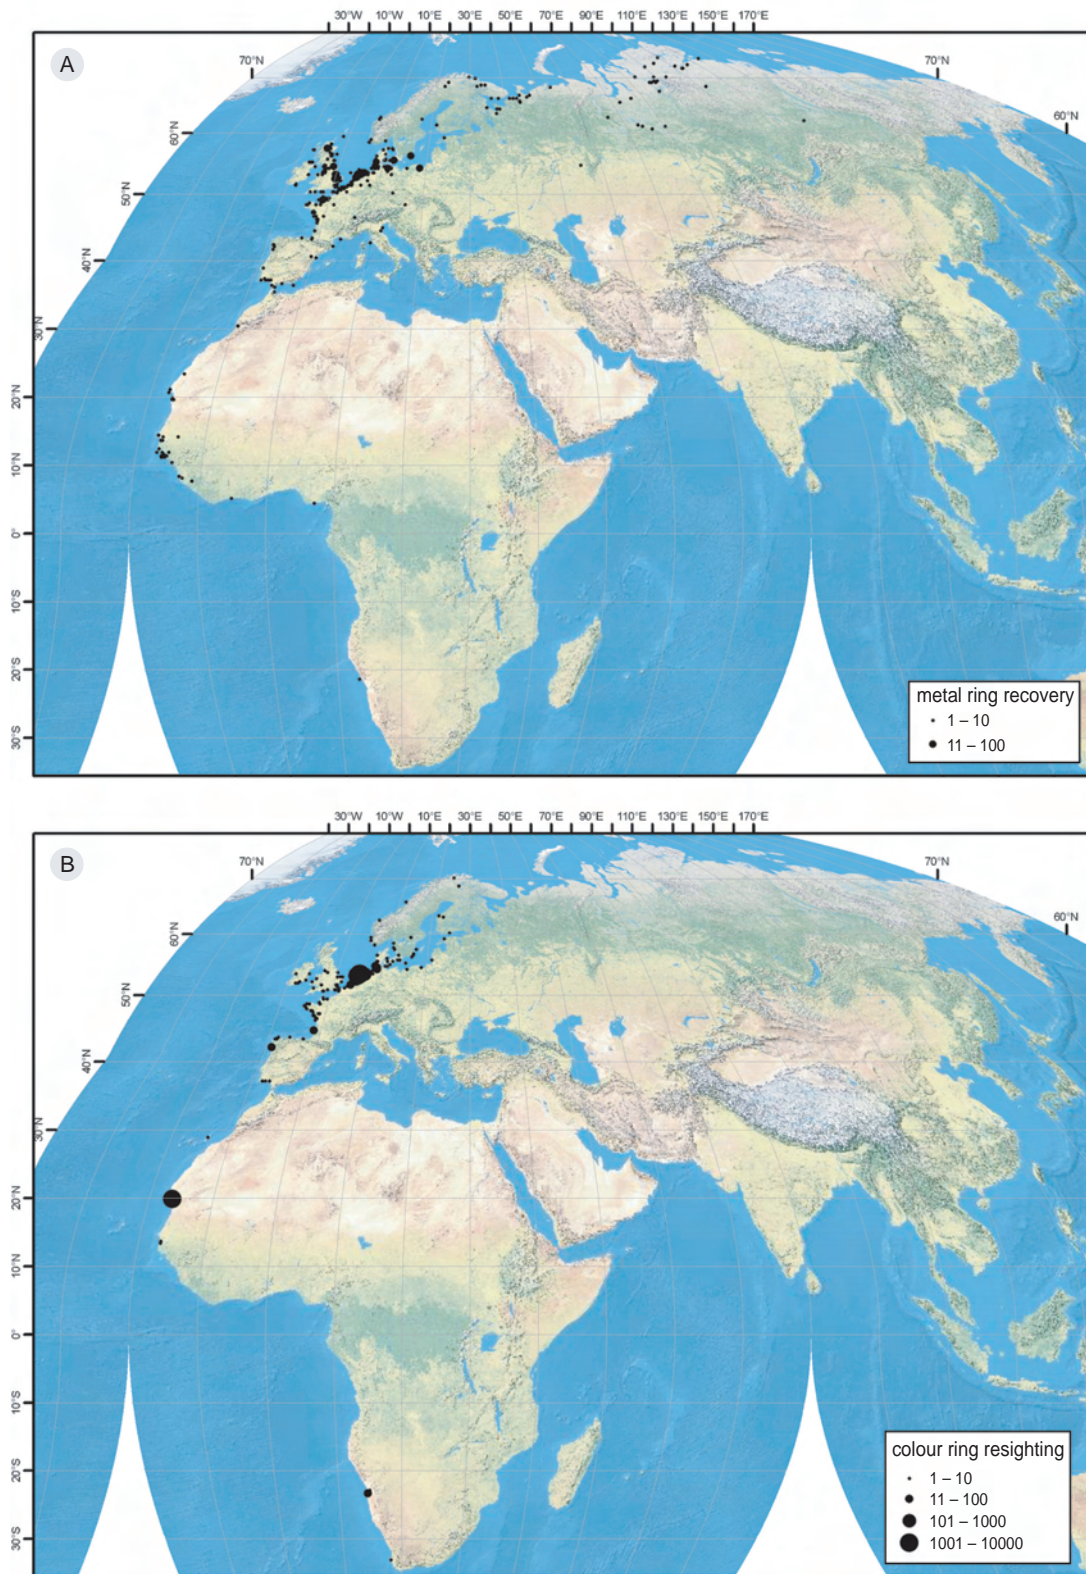 30°W 10°W 10°E 30°E 50°E 70°E 90°E 110°E 130°E 150°E 170°E
A
70°N
70°N
60°N
60°N
50°N
40°N
30°N
20°N
10°N
0°
10°S
20°S
30°S
metal ring recovery
1 – 10
11 – 100
30°W 10°W 10°E 30°E 50°E 70°E 90°E 110°E 130°E 150°E 170°E
B
70°N
70°N
60°N
60°N
50°N
40°N
30°N
20°N
10°N
0°
10°S
20°S
30°S
colour ring resighting
1 – 10
11 – 100
101 – 1000
1001 – 10000